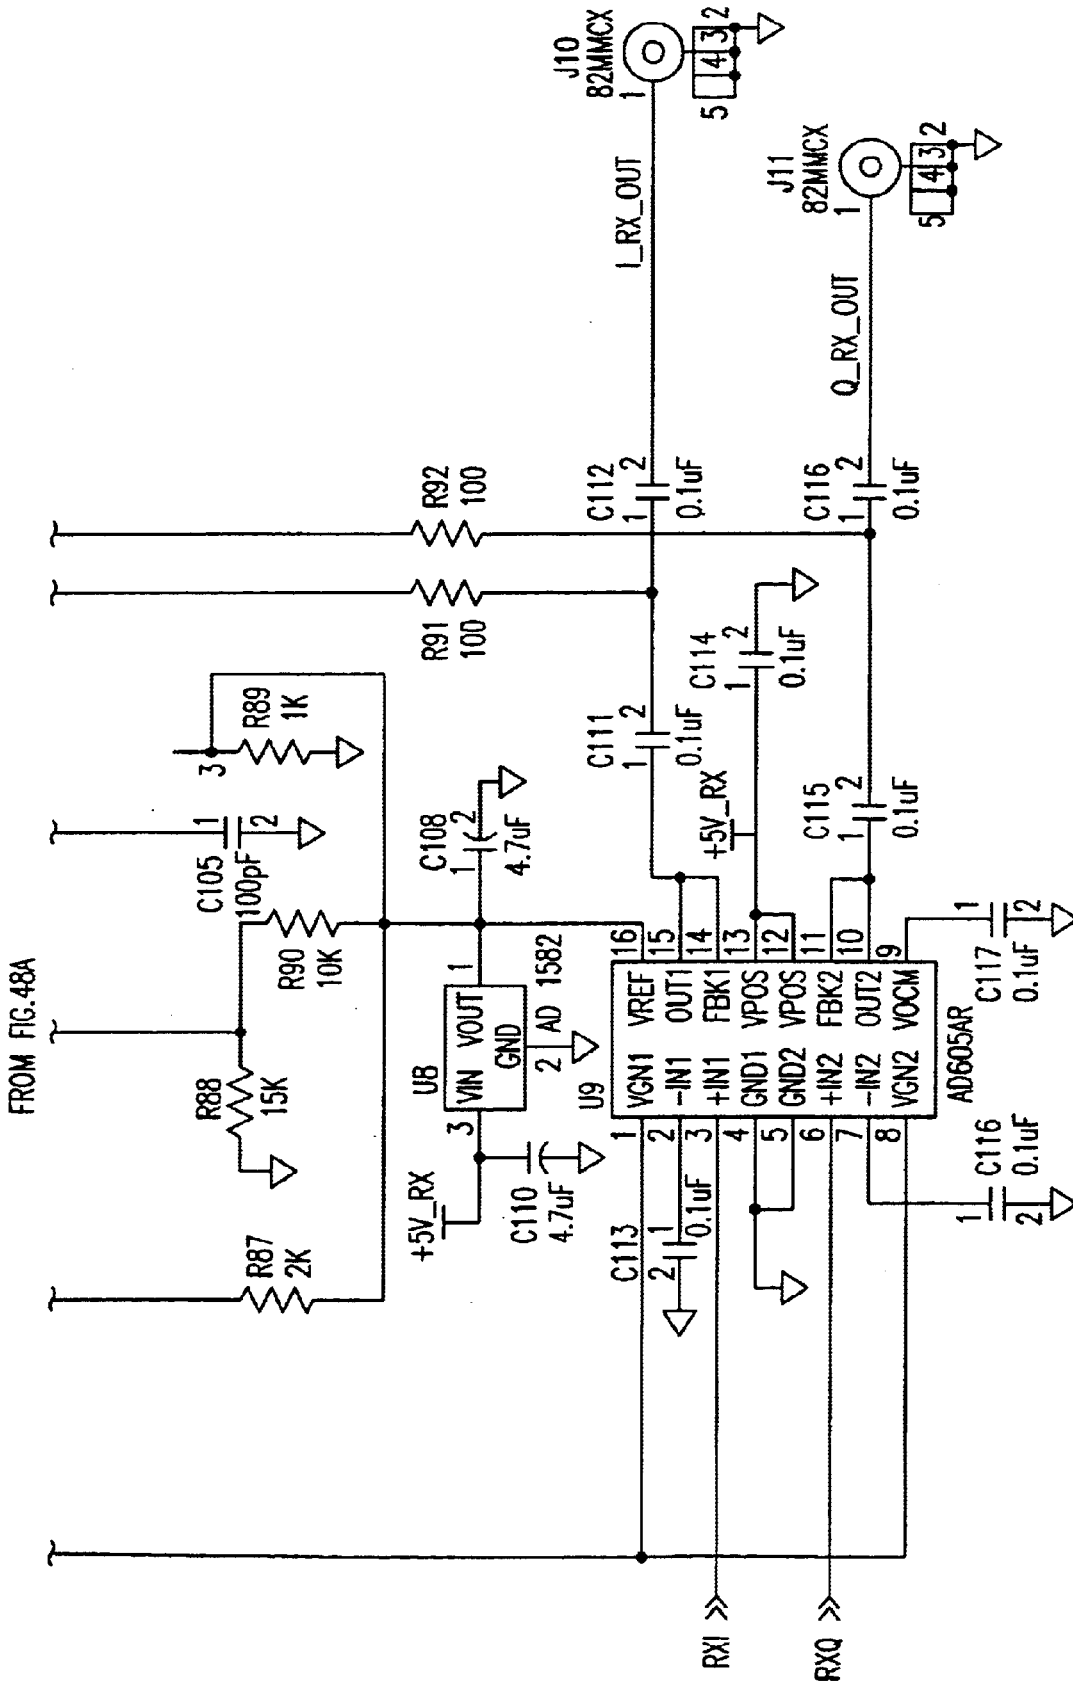 FROM FIG.48A
R87
2K
R88
15K
R90
10K
C105
100pF
1
2
3
R89
1K
R91
100
R92
100
+5V_RX
C110
4.7uF
U8
3
VIN
VOUT
1
GND
2
AD 1582
C108
1
2
4.7uF
U9
1
VGN1
2
-IN1
3
+IN1
4
GND1
5
GND2
6
+IN2
7
-IN2
8
VGN2
VREF
16
OUT1
15
FBK1
14
VPOS
13
VPOS
12
FBK2
11
OUT2
10
VOCM
9
AD605AR
C113
2
1
0.1uF
C116
0.1uF
1
2
C117
0.1uF
1
2
RXI
RXQ
C111
1
2
0.1uF
+5V_RX
C114
1
2
0.1uF
C115
1
2
0.1uF
C112
1
2
0.1uF
C116
1
2
0.1uF
I_RX_OUT
Q_RX_OUT
J10
82MMCX
1
5
4
3
2
J11
82MMCX
1
5
4
3
2